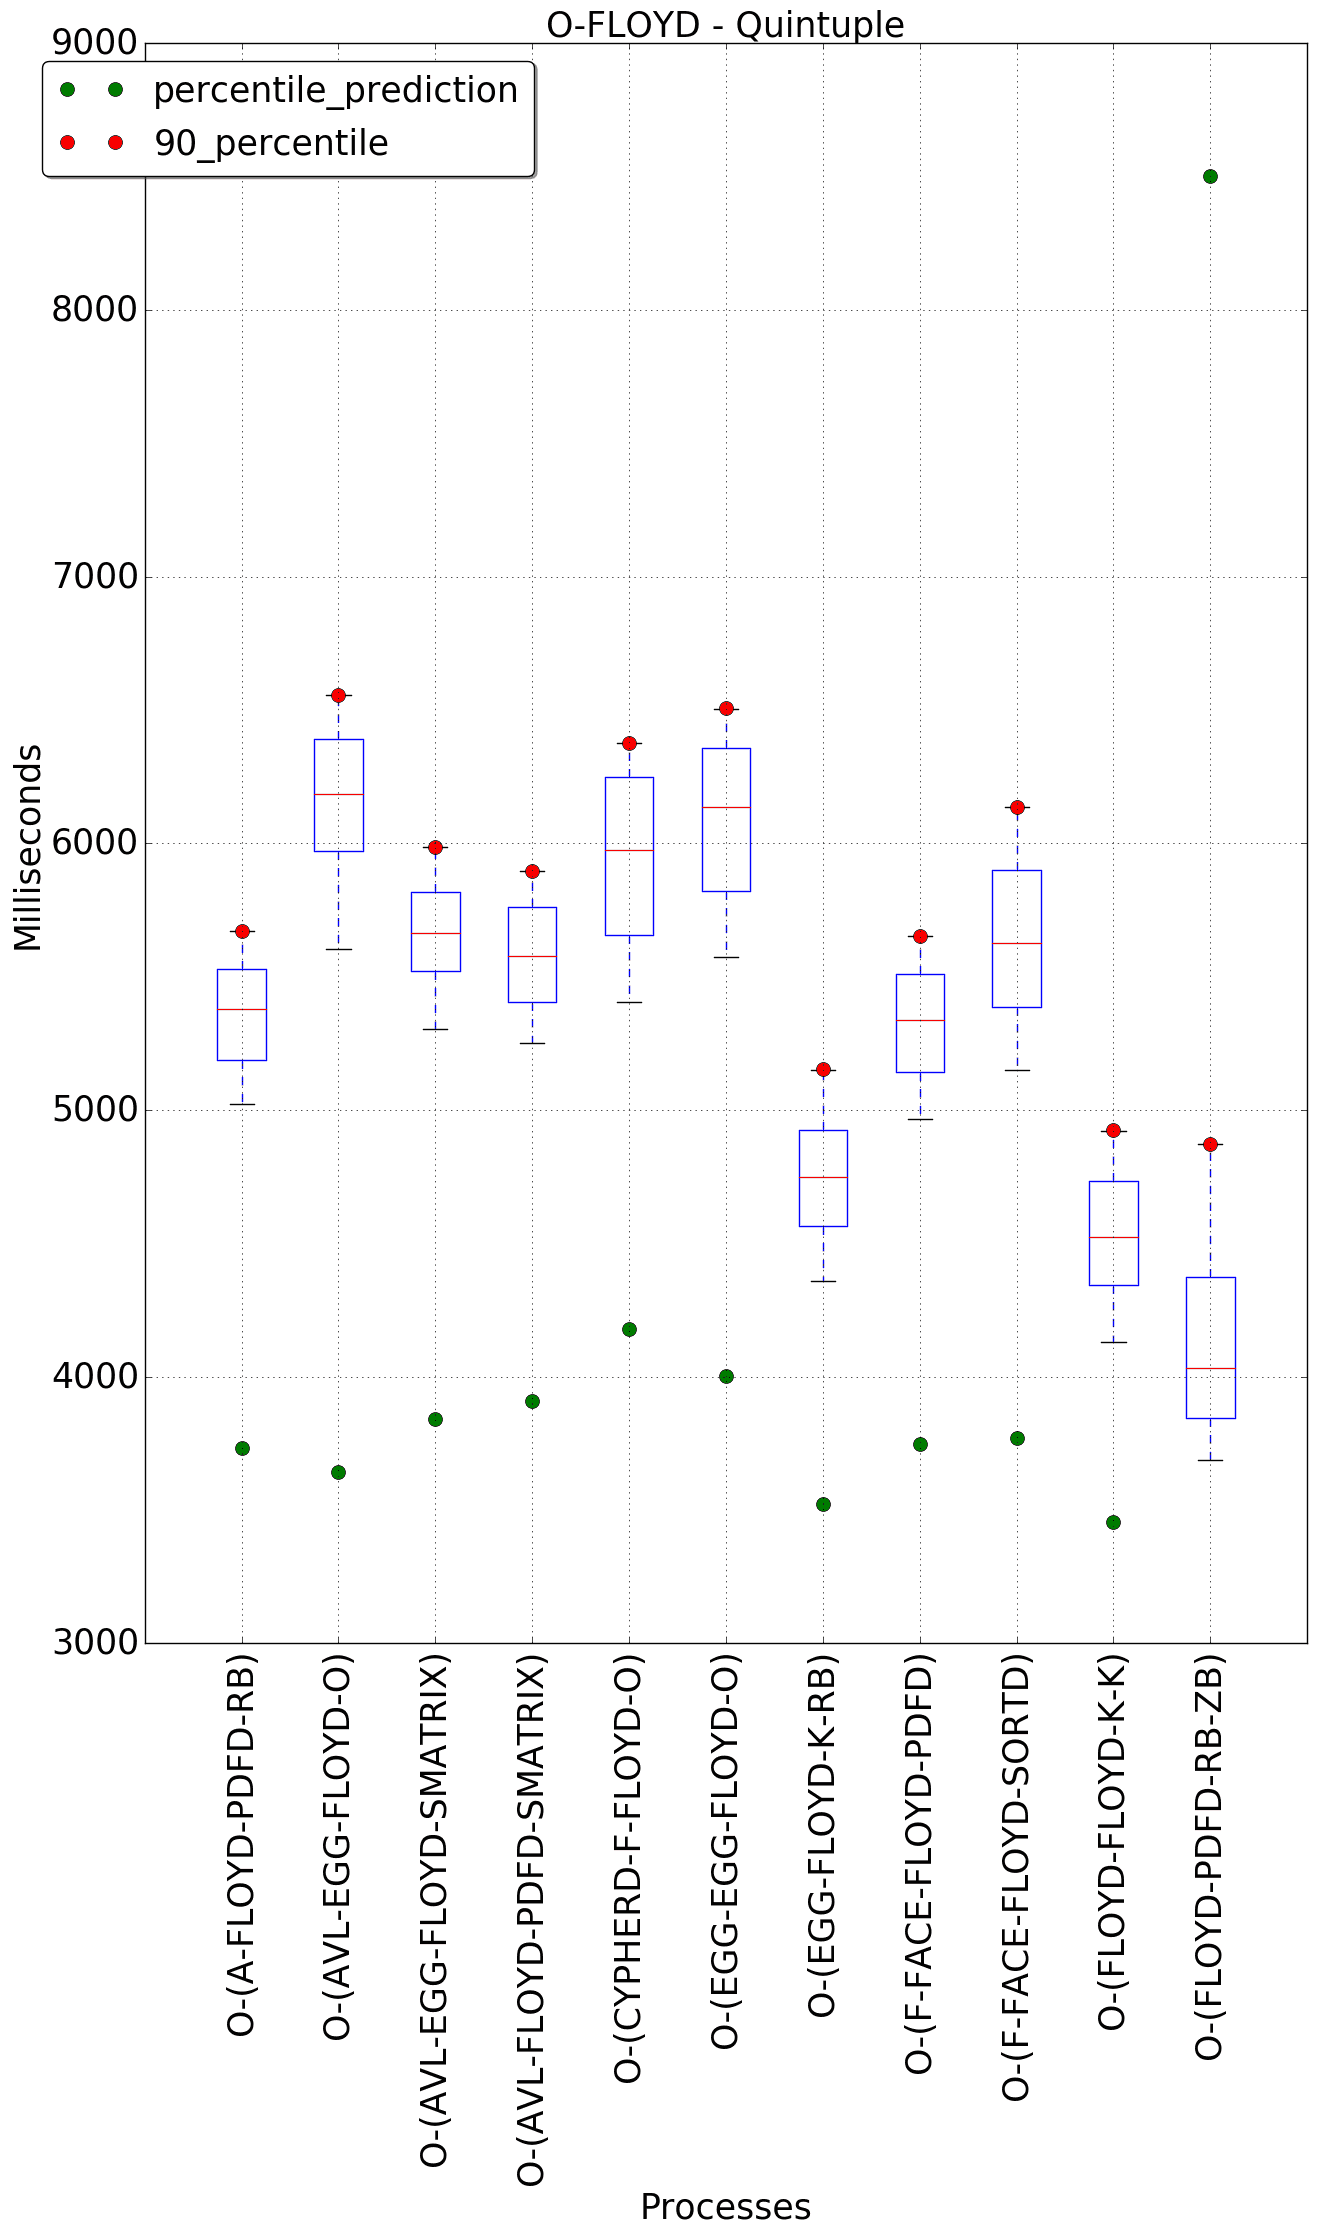 O-FLOYD - Quintuple
percentile_prediction
90_percentile
9000
8000
7000
6000
5000
4000
3000
Milliseconds
O-(A-FLOYD-PDFD-RB)
O-(AVL-EGG-FLOYD-O)
O-(AVL-EGG-FLOYD-SMATRIX)
O-(AVL-FLOYD-PDFD-SMATRIX)
O-(CYPHERD-F-FLOYD-O)
O-(EGG-EGG-FLOYD-O)
O-(EGG-FLOYD-K-RB)
O-(F-FACE-FLOYD-PDFD)
O-(F-FACE-FLOYD-SORTD)
O-(FLOYD-FLOYD-K-K)
O-(FLOYD-PDFD-RB-ZB)
Processes